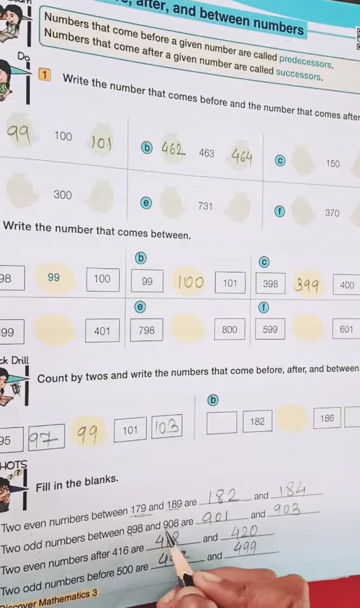 after, and between numbers
Numbers that come before a given number are called predecessors.
Numbers that come after a given number are called successors.
Do
1 Write the number that comes before and the number that comes after
99 100 101 b 462 463 464 c 150
300 e 731 f 370
Write the number that comes between.
b c
98 99 100 99 100 101 398 399 400
e f
99 401 798 800 599 601
ck Drill
Count by twos and write the numbers that come before, after, and between
b
95 97 99 101 103 182 186
HOTS
Fill in the blanks.
Two even numbers between 179 and 189 are 182 and 184
Two odd numbers between 898 and 908 are 901 and 903
Two even numbers after 416 are 418 and 420
Two odd numbers before 500 are and 499
Discover Mathematics 3